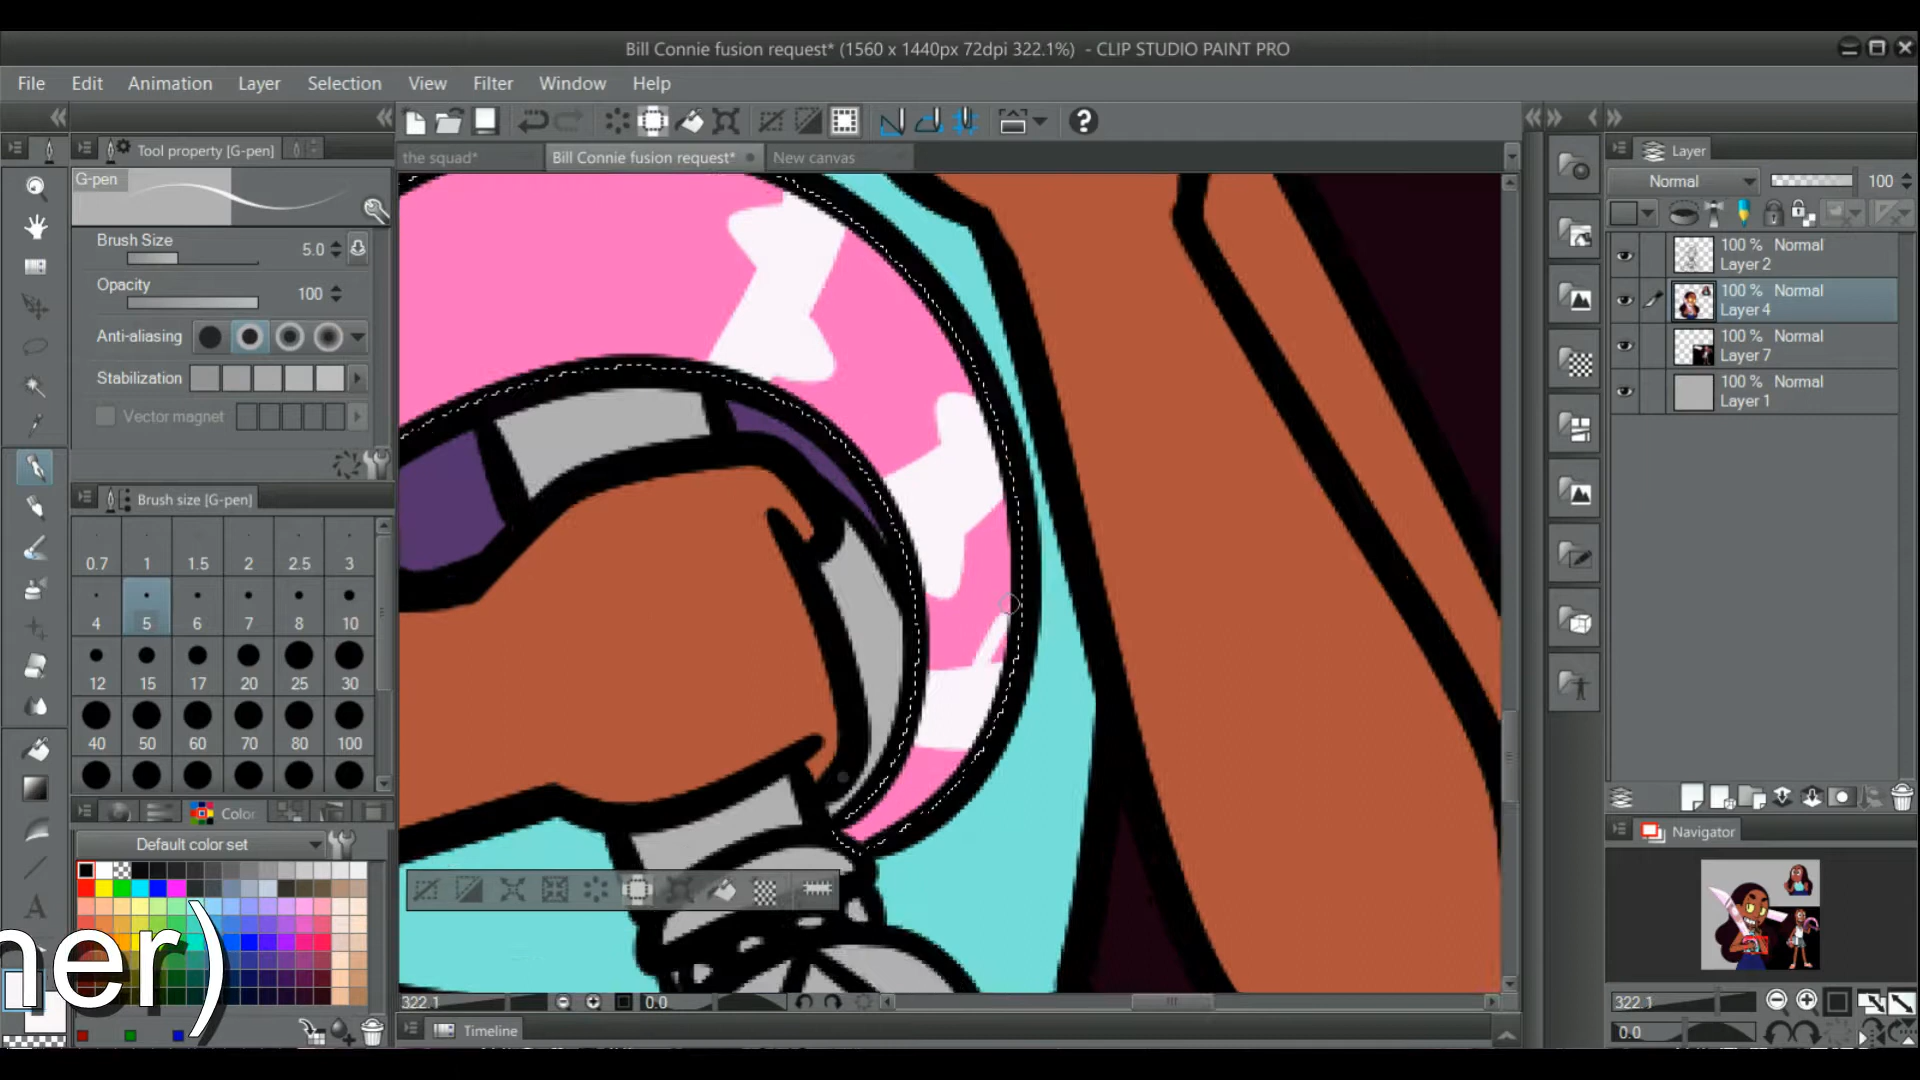 Bill Connie fusion request* (1560 x 1440px 72dpi 322.1%) - CLIP STUDIO PAINT PRO
File Edit Animation Layer Selection View Filter Window Help
Tool property [G-pen]
the squad* Bill Connie fusion request* New canvas
G-pen
Brush Size 5.0
Opacity 100
Anti-aliasing
Stabilization
Vector magnet
Brush size [G-pen]
0.7 1 1.5 2 2.5 3
4 5 6 7 8 10
12 15 17 20 25 30
40 50 60 70 80 100
Color
Default color set
ner)
322.1 0.0
Timeline
Layer
Normal 100
100 % Normal
Layer 2
100 % Normal
Layer 4
100 % Normal
Layer 7
100 % Normal
Layer 1
Navigator
322.1
0.0